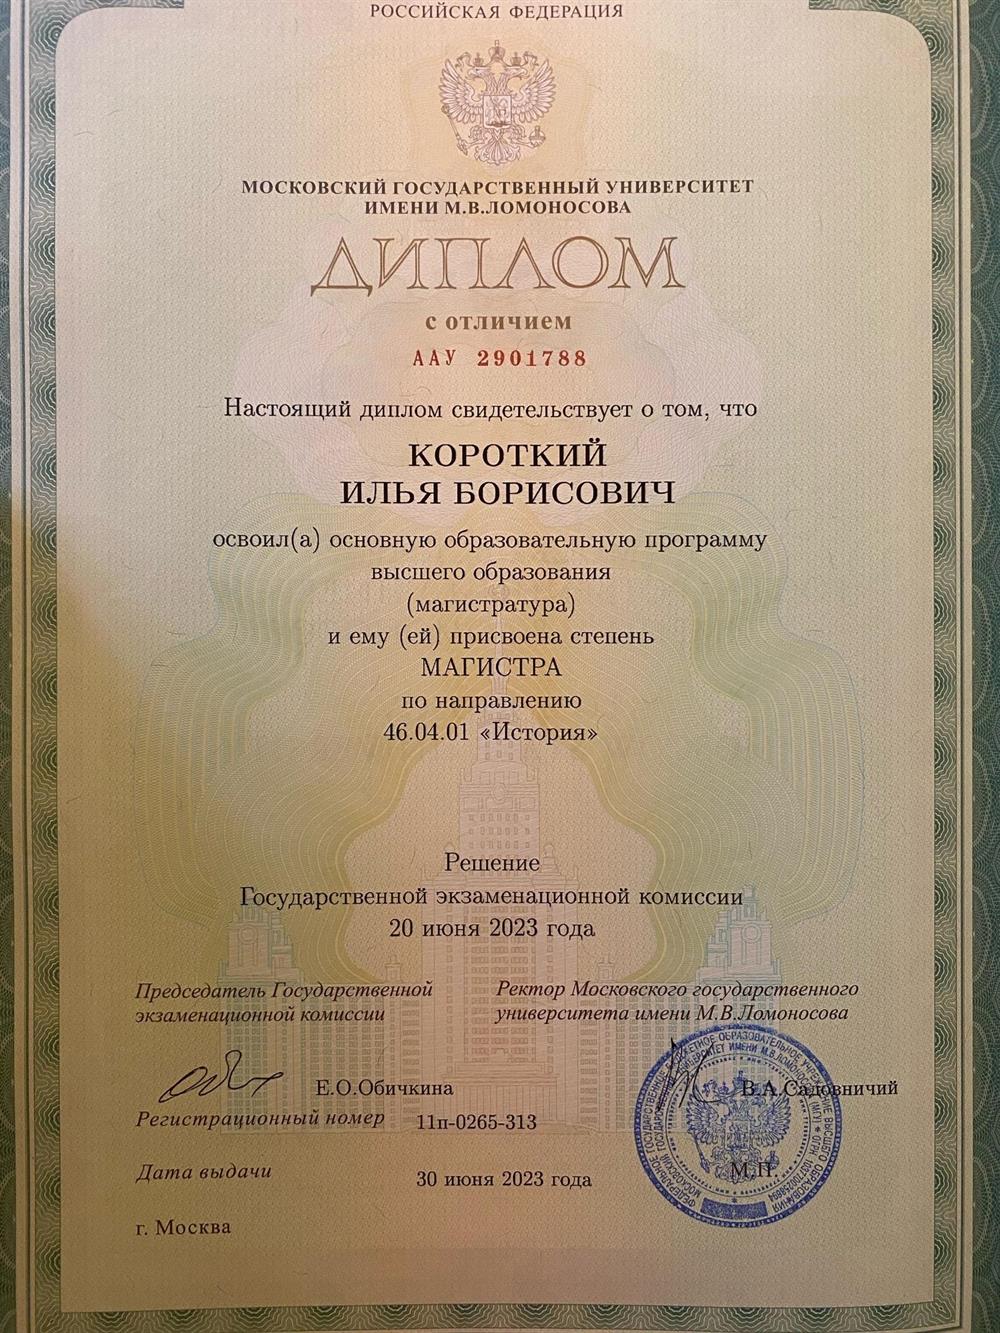 РОССИЙСКАЯ ФЕДЕРАЦИЯ
МОСКОВСКИЙ ГОСУДАРСТВЕННЫЙ УНИВЕРСИТЕТ
ИМЕНИ М.В.ЛОМОНОСОВА
ДИПЛОМ
с отличием
ААУ 2901788
Настоящий диплом свидетельствует о том, что
КОРОТКИЙ
ИЛЬЯ БОРИСОВИЧ
освоил(а) основную образовательную программу
высшего образования
(магистратура)
и ему (ей) присвоена степень
МАГИСТРА
по направлению
46.04.01 «История»
Решение
Государственной экзаменационной комиссии
20 июня 2023 года
Председатель Государственной
экзаменационной комиссии
Ректор Московского государственного
университета имени М.В.Ломоносова
Е.О.Обичкина
В.А.Садовничий
Регистрационный номер 11п-0265-313
М.П.
Дата выдачи 30 июня 2023 года
г. Москва